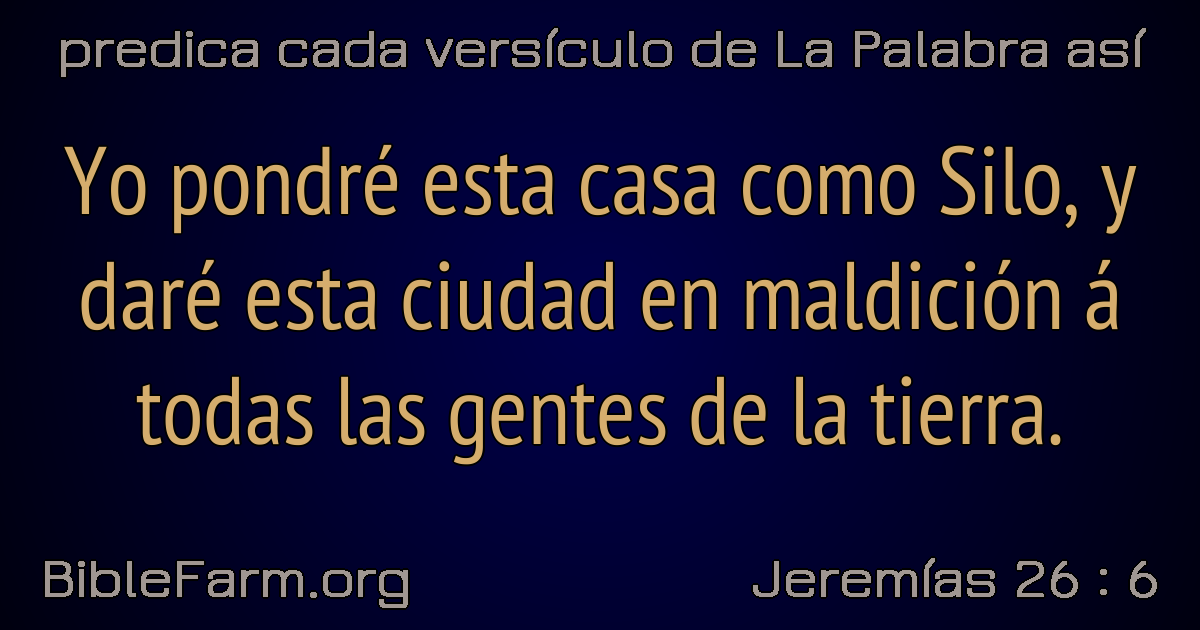 predica cada versículo de La Palabra así
Yo pondré esta casa como Silo, y
daré esta ciudad en maldición á
todas las gentes de la tierra.
BibleFarm.org
Jeremías 26 : 6